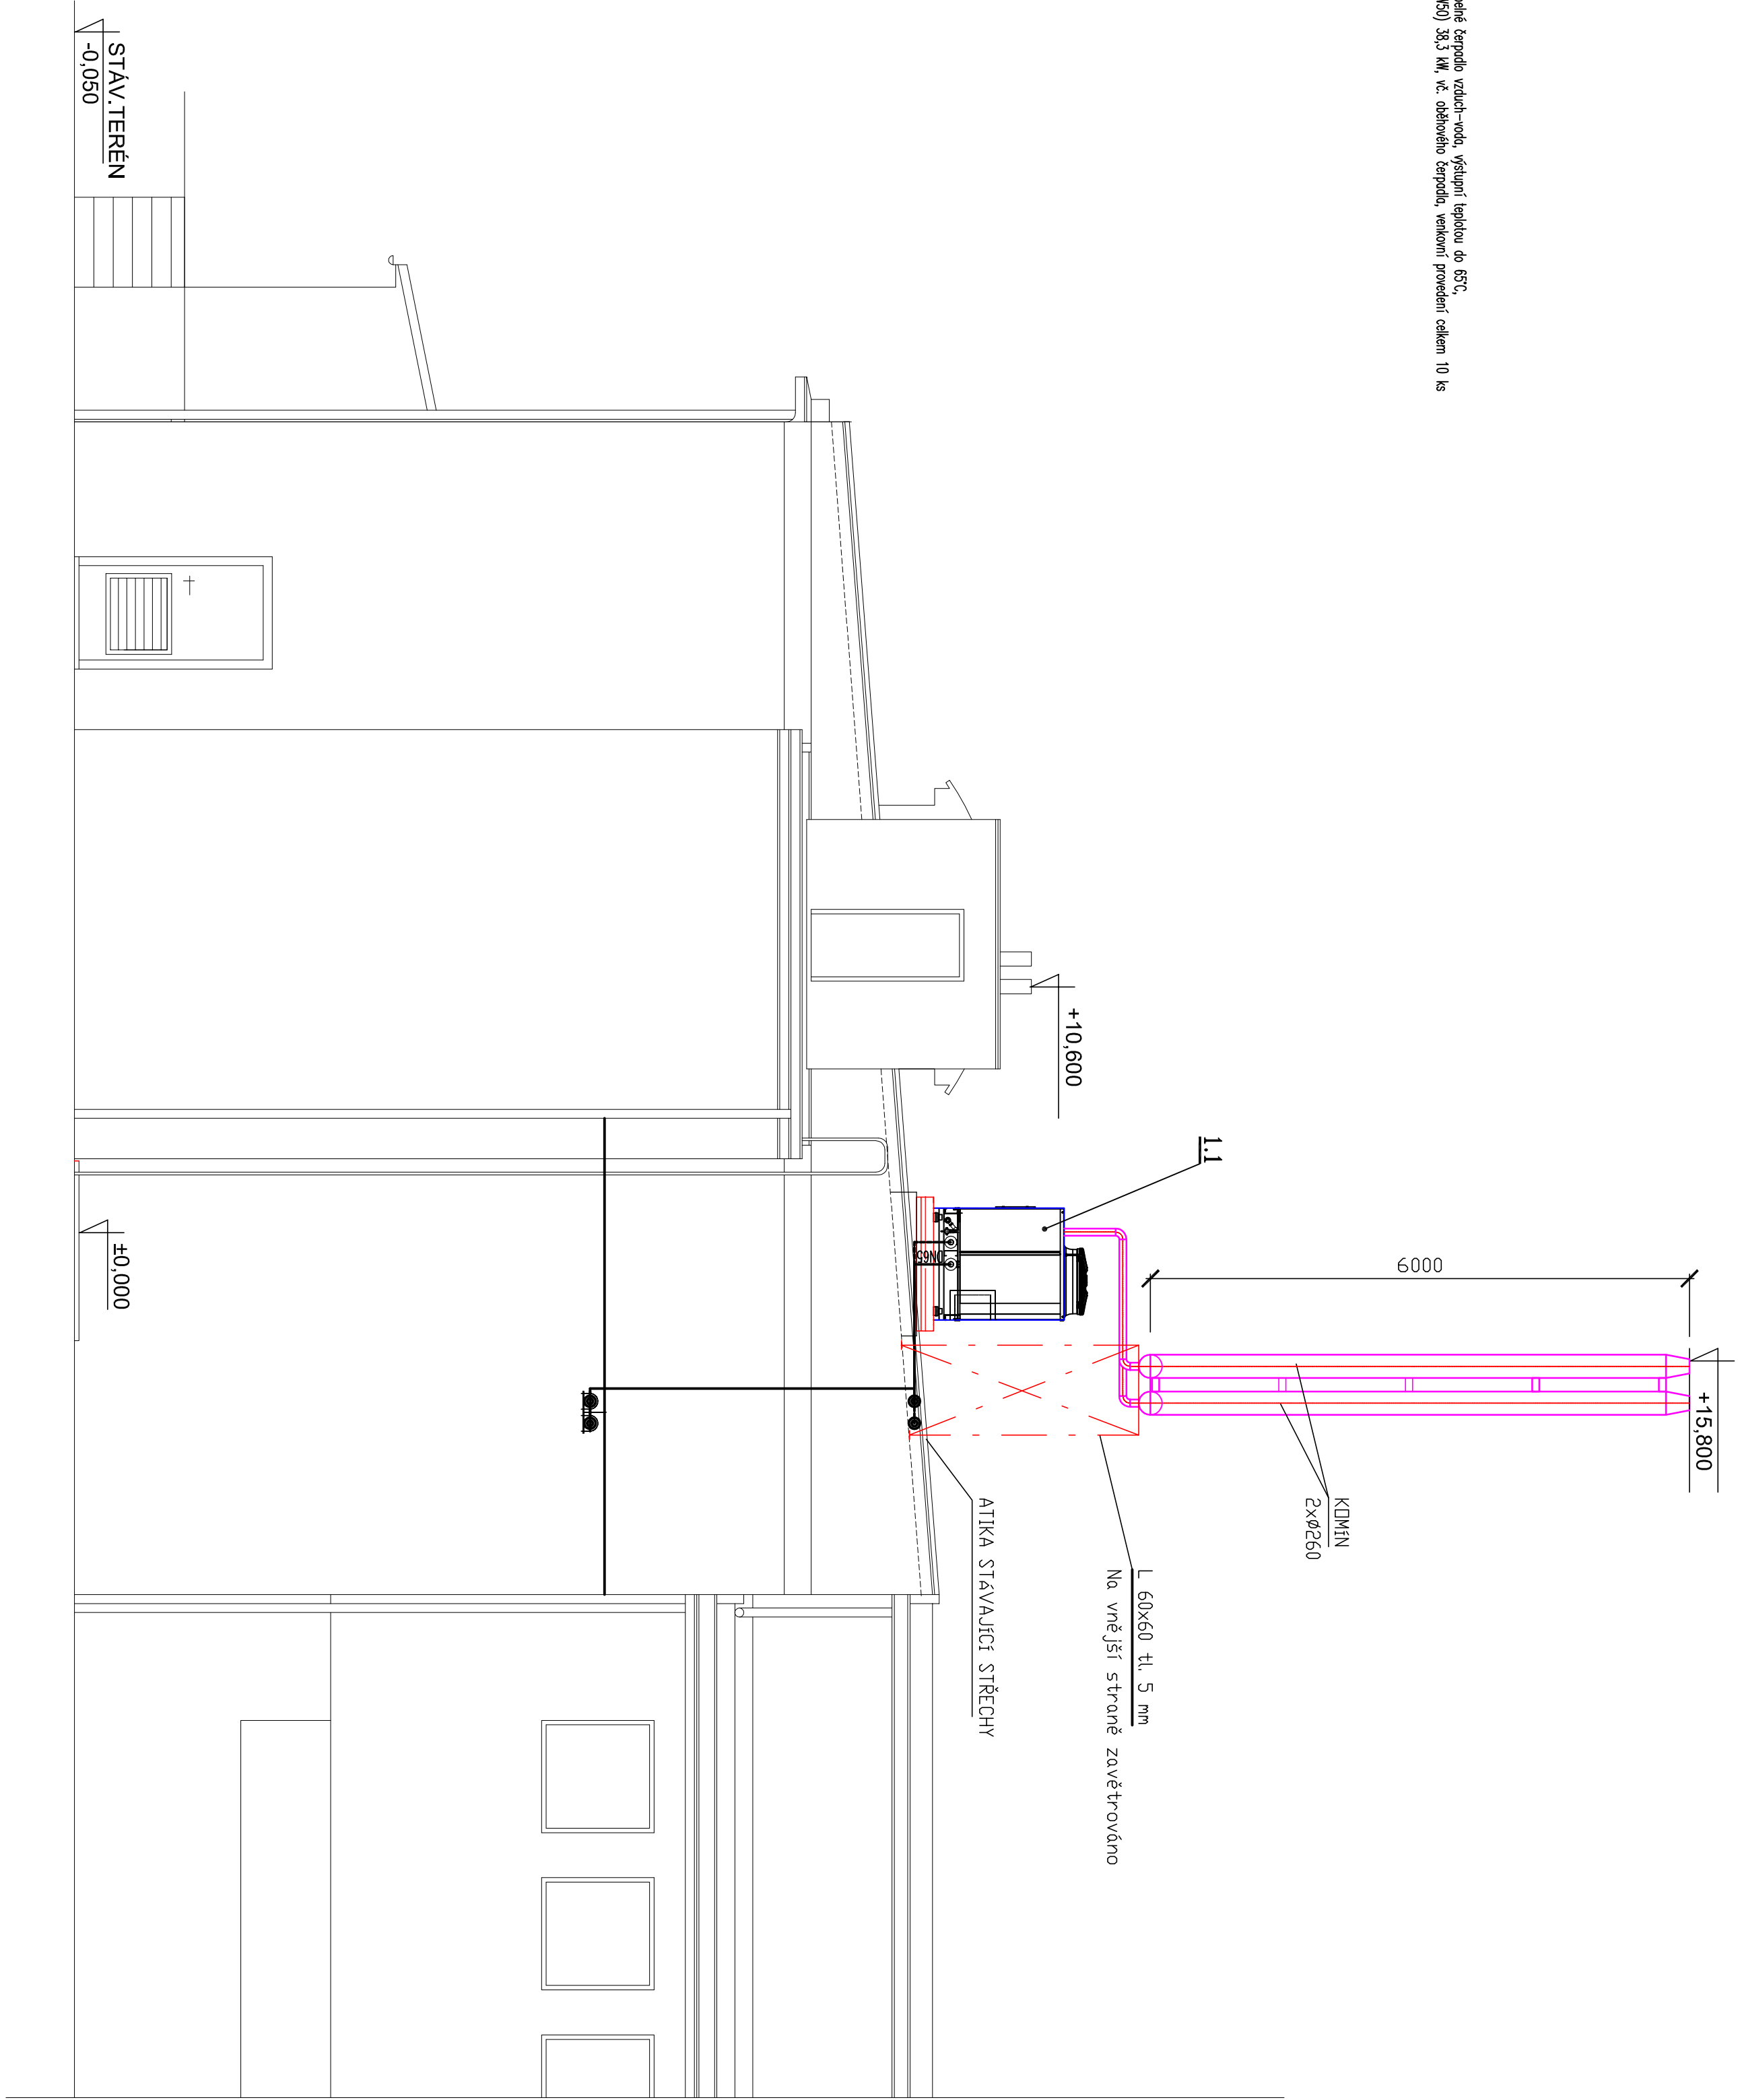 čerpadlo vzduch-voda, výstupní teplotou do 65°C,
38,3 kW, vč. oběhového čerpadla, venkovní provedení celkem 10 ks
+15,800
6000
KOMÍN
2xØ260
L 60x60 tl. 5 mm
Na vnější straně zavětrováno
1.1
+10,600
ATIKA STÁVAJÍCÍ STŘECHY
DN65
STÁV.TERÉN
-0,050
±0,000